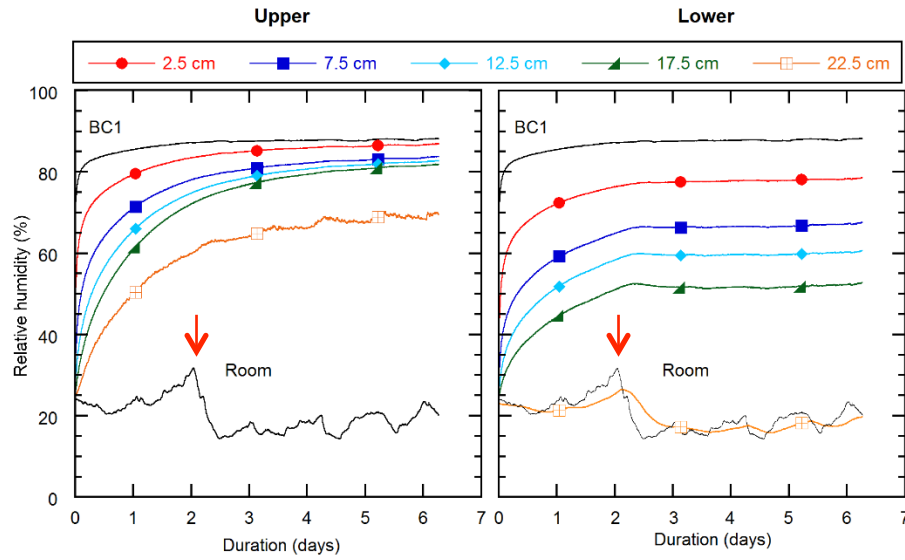 Upper Lower
2.5 cm 7.5 cm 12.5 cm 17.5 cm 22.5 cm
Relative humidity (%)
100
80
60
40
20
0
BC1
Room
0 1 2 3 4 5 6 7
Duration (days)
BC1
Room
0 1 2 3 4 5 6 7
Duration (days)